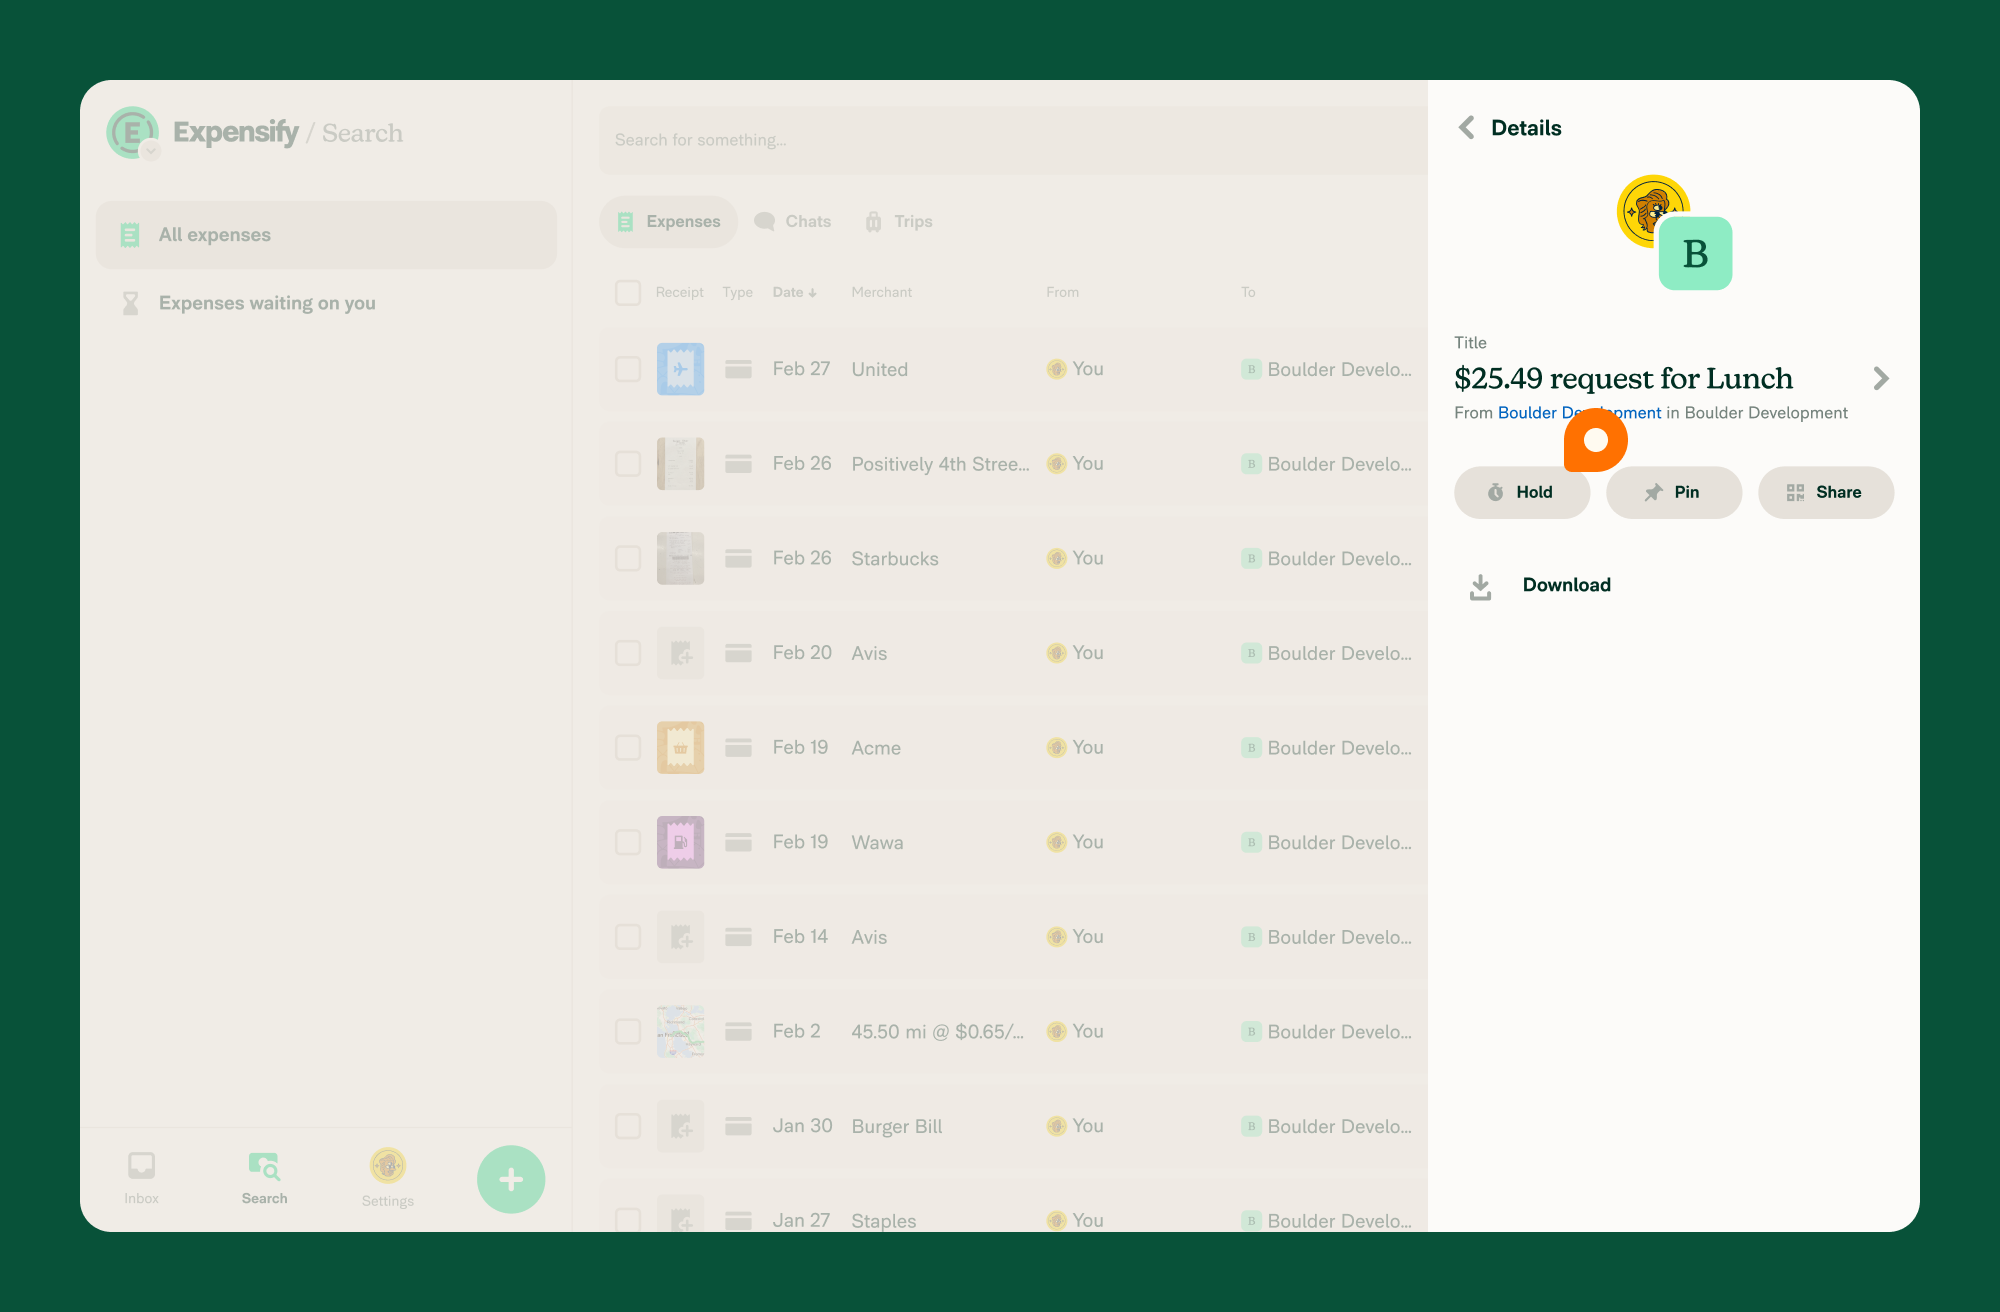 Expensify / Search
All expenses
Expenses waiting on you
Inbox
Search
Settings
Search for something...
Expenses Chats Trips
Receipt Type Date Merchant From To
Feb 27 United You B Boulder Develo...
Feb 26 Positively 4th Stree... You B Boulder Develo...
Feb 26 Starbucks You B Boulder Develo...
Feb 20 Avis You B Boulder Develo...
Feb 19 Acme You B Boulder Develo...
Feb 19 Wawa You B Boulder Develo...
Feb 14 Avis You B Boulder Develo...
Feb 2 45.50 mi @ $0.65/... You B Boulder Develo...
Jan 30 Burger Bill You B Boulder Develo...
Jan 27 Staples You B Boulder Develo...
Details
B
Title
$25.49 request for Lunch
From Boulder Development in Boulder Development
Hold Pin Share
Download